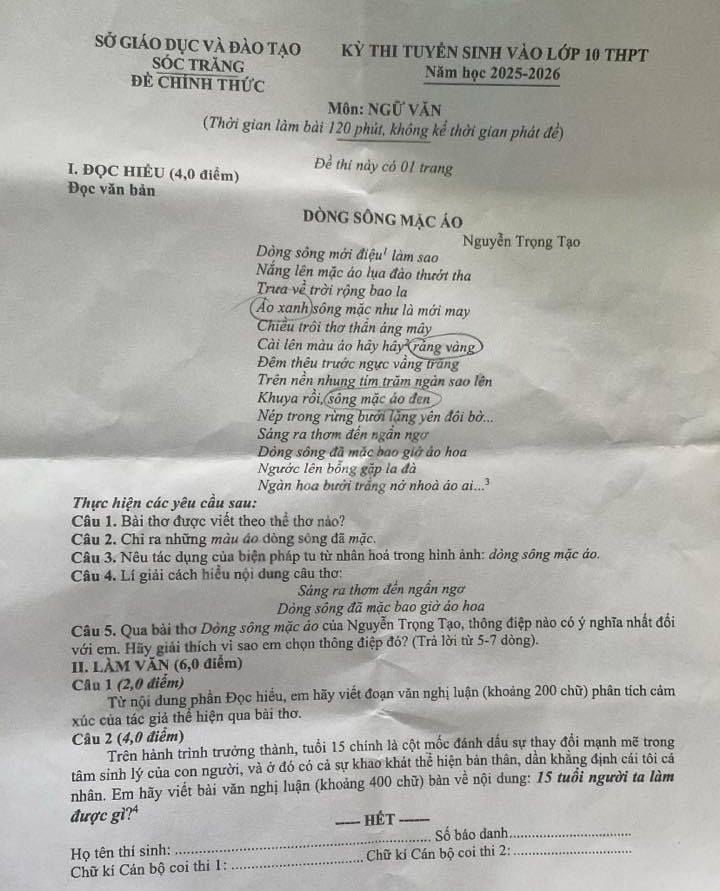 SỞ GIÁO DỤC VÀ ĐÀO TẠO
SÓC TRĂNG
ĐỀ CHÍNH THỨC
KỲ THI TUYỂN SINH VÀO LỚP 10 THPT
Năm học 2025-2026
Môn: NGỮ VĂN
(Thời gian làm bài 120 phút, không kể thời gian phát đề)
Đề thi này có 01 trang
I. ĐỌC HIỂU (4,0 điểm)
Đọc văn bản
DÒNG SÔNG MẶC ÁO
Nguyễn Trọng Tạo
Dòng sông mới điệu¹ làm sao
Nắng lên mặc áo lụa đào thướt tha
Trưa về trời rộng bao la
Áo xanh sông mặc như là mới may
Chiều trôi thơ thẩn áng mây
Cài lên màu áo hây hây² ráng vàng
Đêm thêu trước ngực vầng trăng
Trên nền nhung tím trăm ngàn sao lên
Khuya rồi, sông mặc áo đen
Nép trong rừng bưởi lặng yên đôi bờ...
Sáng ra thơm đến ngẩn ngơ
Dòng sông đã mặc bao giờ áo hoa
Ngước lên bỗng gặp la đà
Ngàn hoa bưởi trắng nở nhoà áo ai...³
Thực hiện các yêu cầu sau:
Câu 1. Bài thơ được viết theo thể thơ nào?
Câu 2. Chỉ ra những màu áo dòng sông đã mặc.
Câu 3. Nêu tác dụng của biện pháp tu từ nhân hoá trong hình ảnh: dòng sông mặc áo.
Câu 4. Lí giải cách hiểu nội dung câu thơ:
Sáng ra thơm đến ngẩn ngơ
Dòng sông đã mặc bao giờ áo hoa
Câu 5. Qua bài thơ Dòng sông mặc áo của Nguyễn Trọng Tạo, thông điệp nào có ý nghĩa nhất đối
với em. Hãy giải thích vì sao em chọn thông điệp đó? (Trả lời từ 5-7 dòng).
II. LÀM VĂN (6,0 điểm)
Câu 1 (2,0 điểm)
Từ nội dung phần Đọc hiểu, em hãy viết đoạn văn nghị luận (khoảng 200 chữ) phân tích cảm
xúc của tác giả thể hiện qua bài thơ.
Câu 2 (4,0 điểm)
Trên hành trình trưởng thành, tuổi 15 chính là cột mốc đánh dấu sự thay đổi mạnh mẽ trong
tâm sinh lý của con người, và ở đó có cả sự khao khát thể hiện bản thân, dần khẳng định cái tôi cá
nhân. Em hãy viết bài văn nghị luận (khoảng 400 chữ) bàn về nội dung: 15 tuổi người ta làm
được gì?⁴
----- HẾT ------
Họ tên thí sinh: ........................................ Số báo danh..............................
Chữ kí Cán bộ coi thi 1: .............................. Chữ kí Cán bộ coi thi 2: ..............................